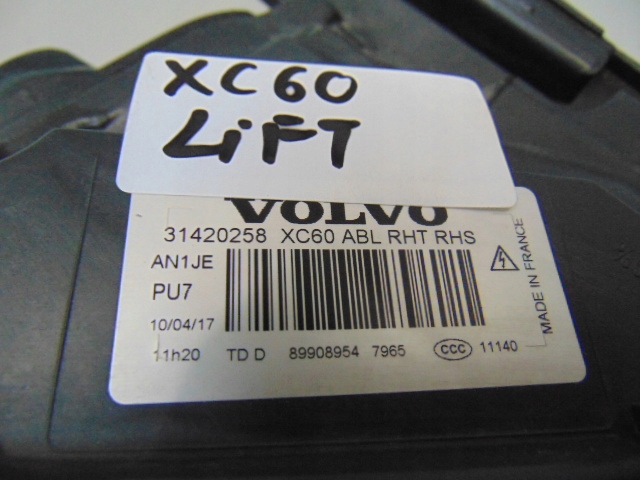 XC60
LiFT
VOLVO
31420258 XC60 ABL RHT RHS
AN1JE
PU7
10/04/17
11h20 TD D 89908954 7965 CCC 11140
MADE IN FRANCE